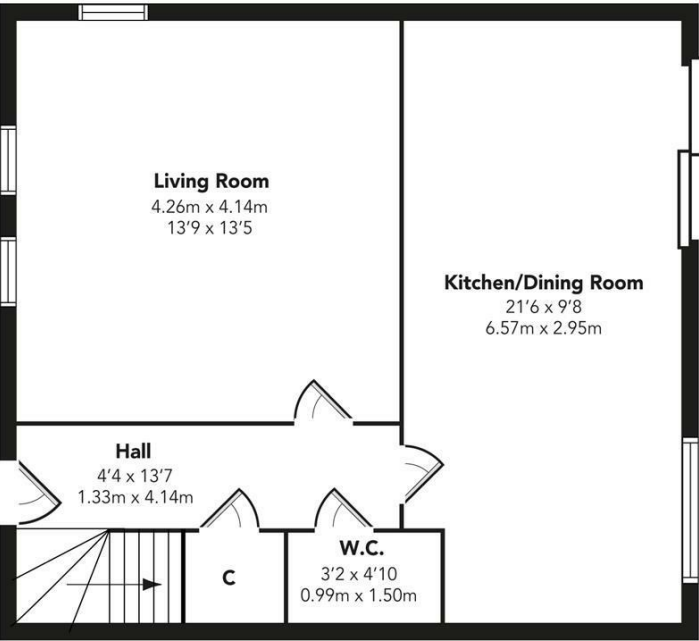 Living Room
4.26m x 4.14m
13'9 x 13'5
Kitchen/Dining Room
21'6 x 9'8
6.57m x 2.95m
Hall
4'4 x 13'7
1.33m x 4.14m
C
W.C.
3'2 x 4'10
0.99m x 1.50m